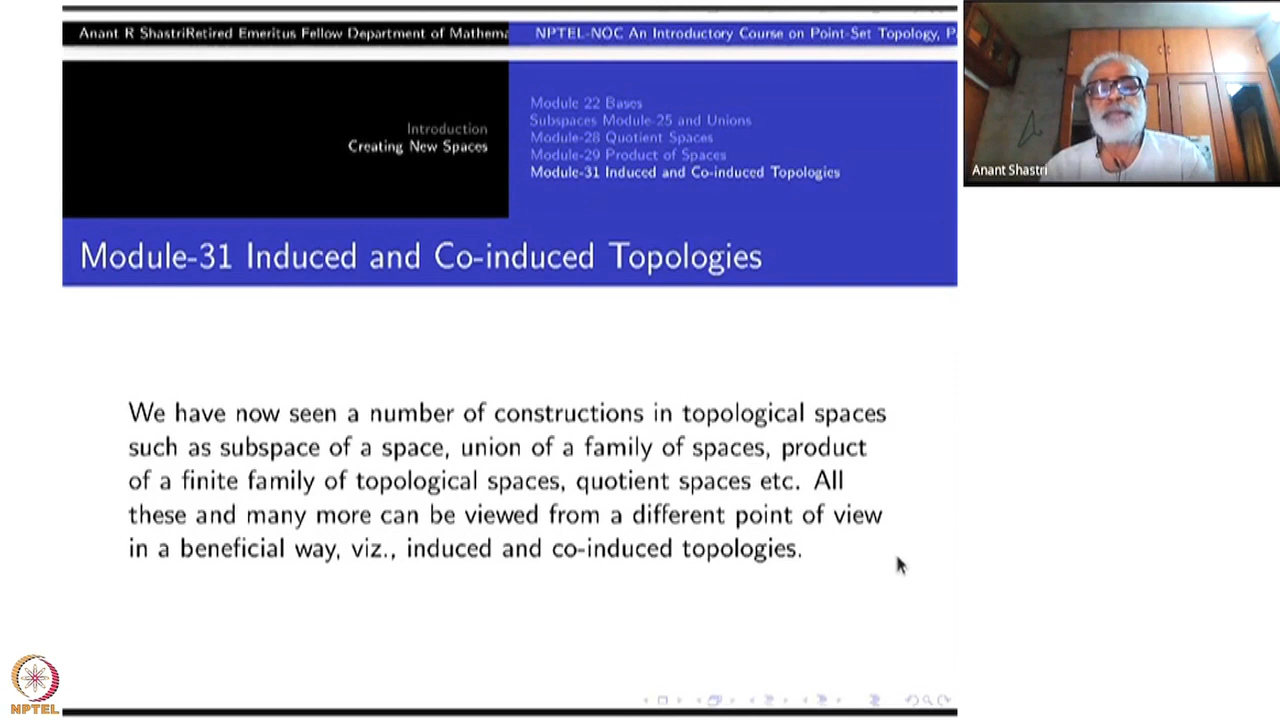 Anant R ShastriRetired Emeritus Fellow Department of Mathema
NPTEL-NOC An Introductory Course on Point-Set Topology, P
Introduction
Creating New Spaces
Module 22 Bases
Subspaces Module-25 and Unions
Module-28 Quotient Spaces
Module-29 Product of Spaces
Module-31 Induced and Co-induced Topologies
Module-31 Induced and Co-induced Topologies
We have now seen a number of constructions in topological spaces
such as subspace of a space, union of a family of spaces, product
of a finite family of topological spaces, quotient spaces etc. All
these and many more can be viewed from a different point of view
in a beneficial way, viz., induced and co-induced topologies.
Anant Shastri
NPTEL